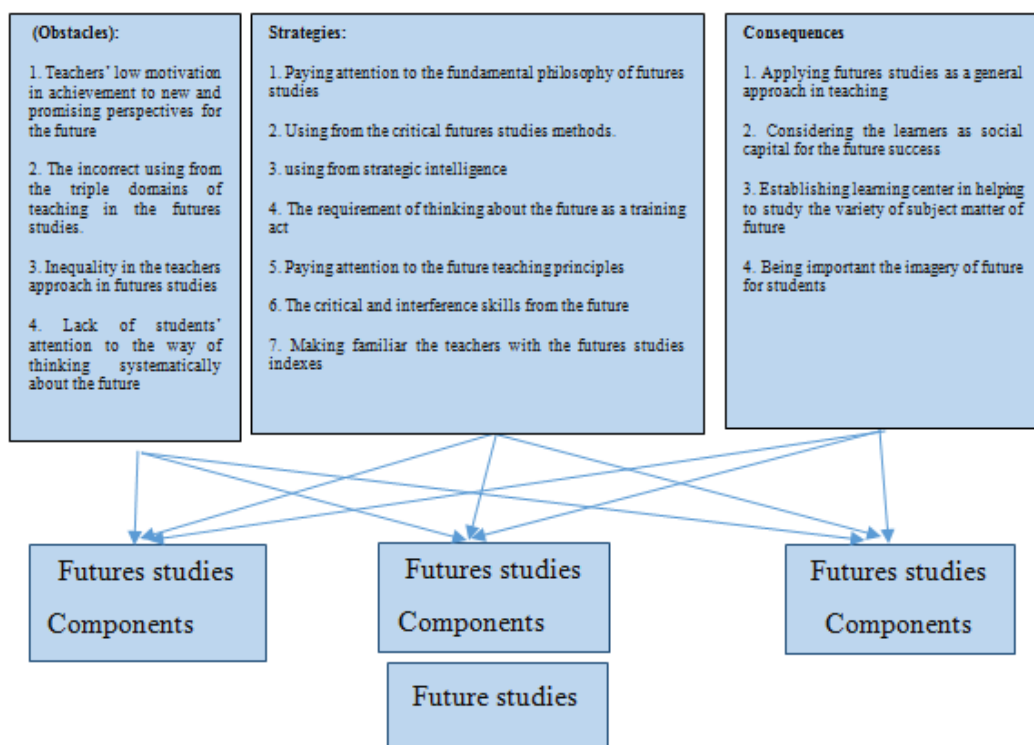 (Obstacles):
1. Teachers’ low motivation
in achievement to new and
promising perspectives for
the future
2. The incorrect using from
the triple domains of
teaching in the futures
studies.
3. Inequality in the teachers
approach in futures studies
4. Lack of students’
attention to the way of
thinking systematically
about the future
Strategies:
1. Paying attention to the fundamental philosophy of futures
studies
2. Using from the critical futures studies methods.
3. using from strategic intelligence
4. The requirement of thinking about the future as a training
act
5. Paying attention to the future teaching principles
6. The critical and interference skills from the future
7. Making familiar the teachers with the futures studies
indexes
Consequences
1. Applying futures studies as a general
approach in teaching
2. Considering the learners as social
capital for the future success
3. Establishing learning center in helping
to study the variety of subject matter of
future
4. Being important the imagery of future
for students
Futures studies
Components
Futures studies
Components
Futures studies
Components
Future studies